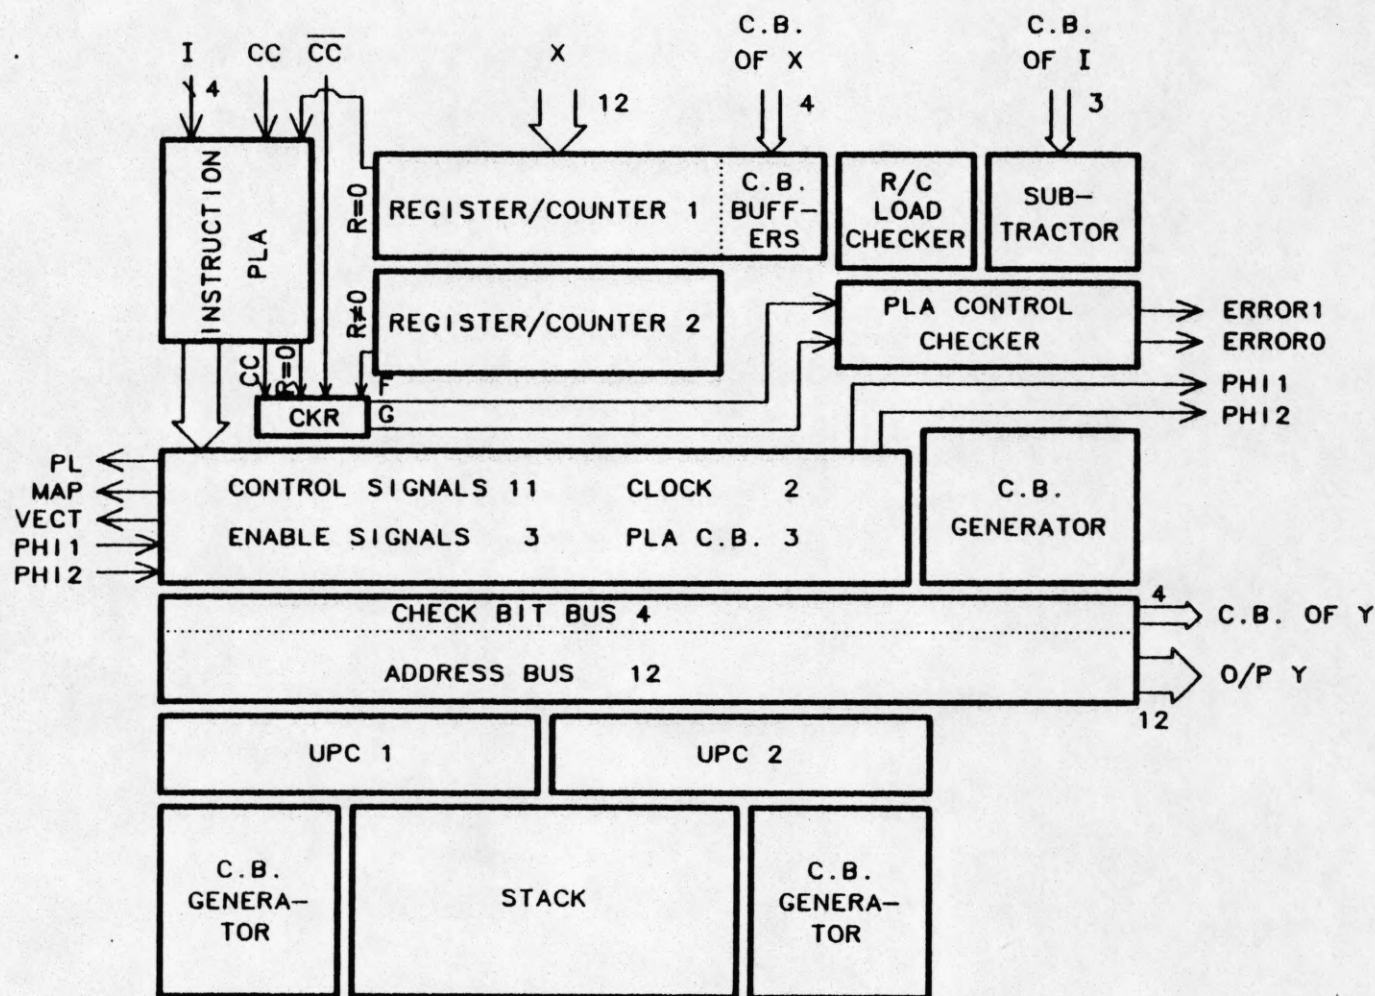 C.B.
OF X
C.B.
OF I
I
CC
CC
X
4
12
4
3
INSTRUCTION
PLA
R=0
REGISTER/COUNTER 1
C.B.
BUFF-
ERS
R/C
LOAD
CHECKER
SUB-
TRACTOR
R≠0
REGISTER/COUNTER 2
PLA CONTROL
CHECKER
ERROR1
ERROR0
CC
R=0
CKR
F
G
PHI1
PHI2
PL
MAP
VECT
PHI1
PHI2
CONTROL SIGNALS 11
CLOCK 2
ENABLE SIGNALS 3
PLA C.B. 3
C.B.
GENERATOR
CHECK BIT BUS 4
4
C.B. OF Y
ADDRESS BUS 12
O/P Y
12
UPC 1
UPC 2
C.B.
GENERA-
TOR
STACK
C.B.
GENERA-
TOR